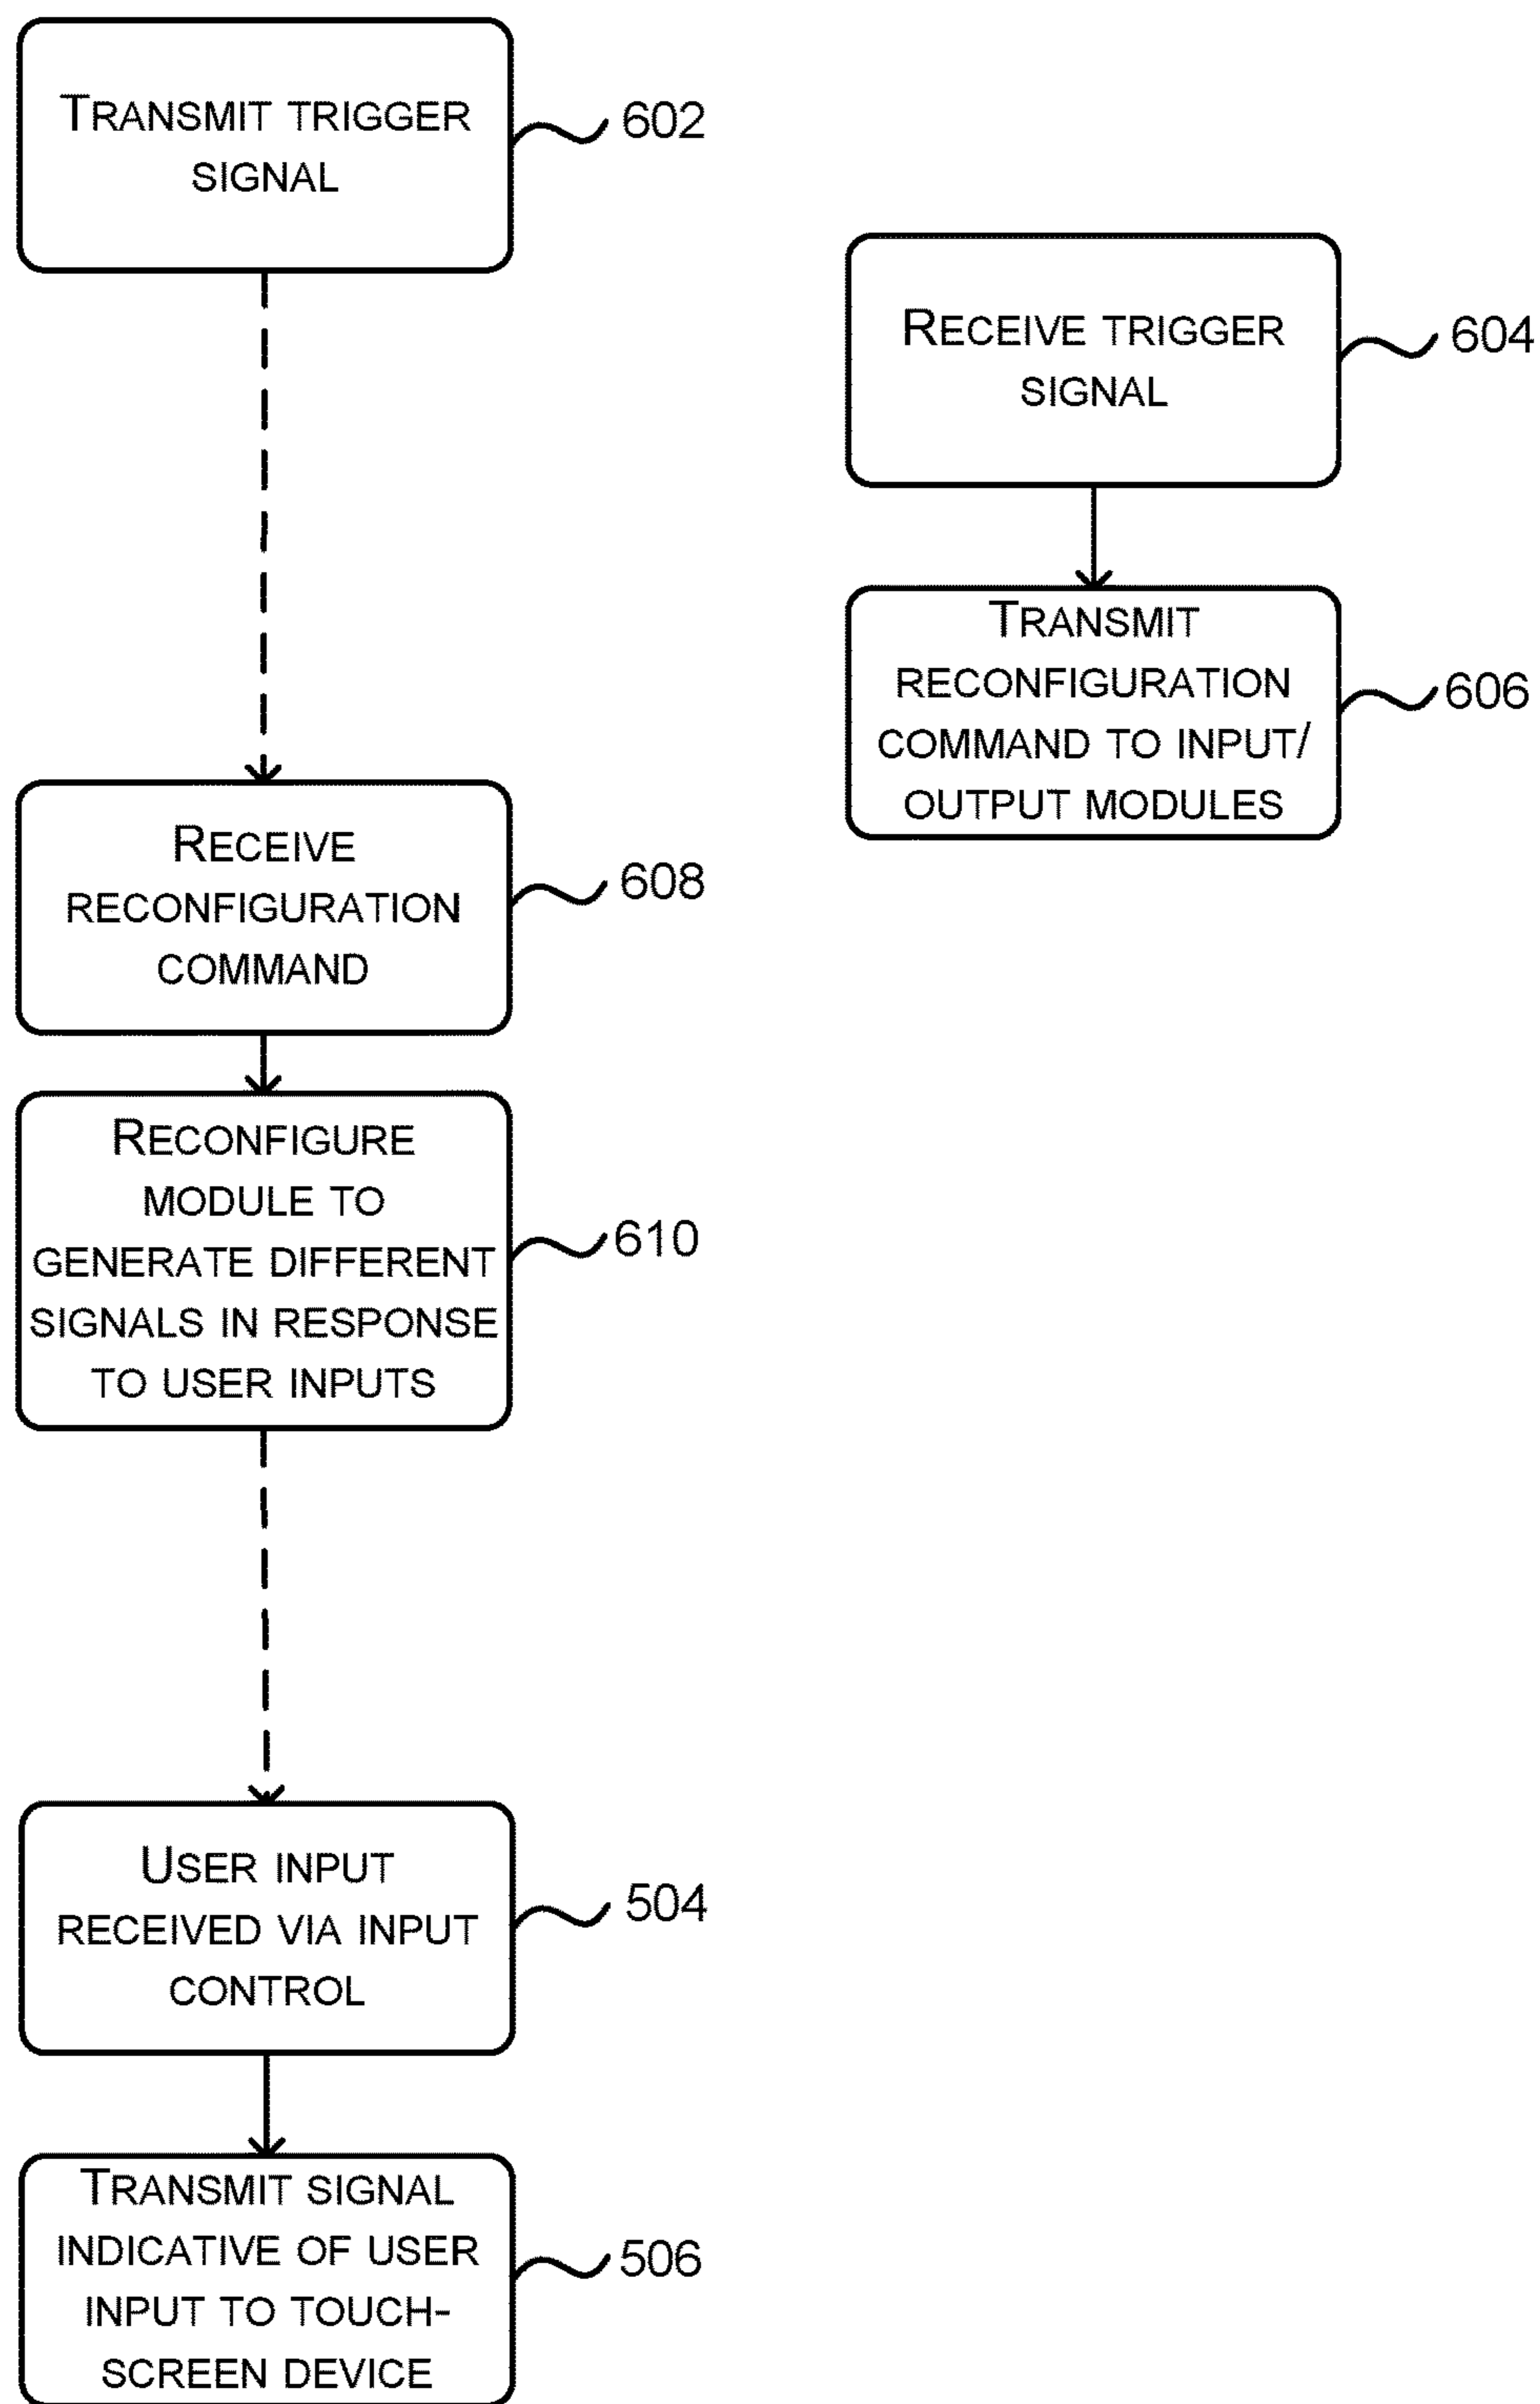 TRANSMIT TRIGGER
SIGNAL
602
RECEIVE TRIGGER
SIGNAL
604
TRANSMIT
RECONFIGURATION
COMMAND TO INPUT/
OUTPUT MODULES
606
RECEIVE
RECONFIGURATION
COMMAND
608
RECONFIGURE
MODULE TO
GENERATE DIFFERENT
SIGNALS IN RESPONSE
TO USER INPUTS
610
USER INPUT
RECEIVED VIA INPUT
CONTROL
504
TRANSMIT SIGNAL
INDICATIVE OF USER
INPUT TO TOUCH-
SCREEN DEVICE
506